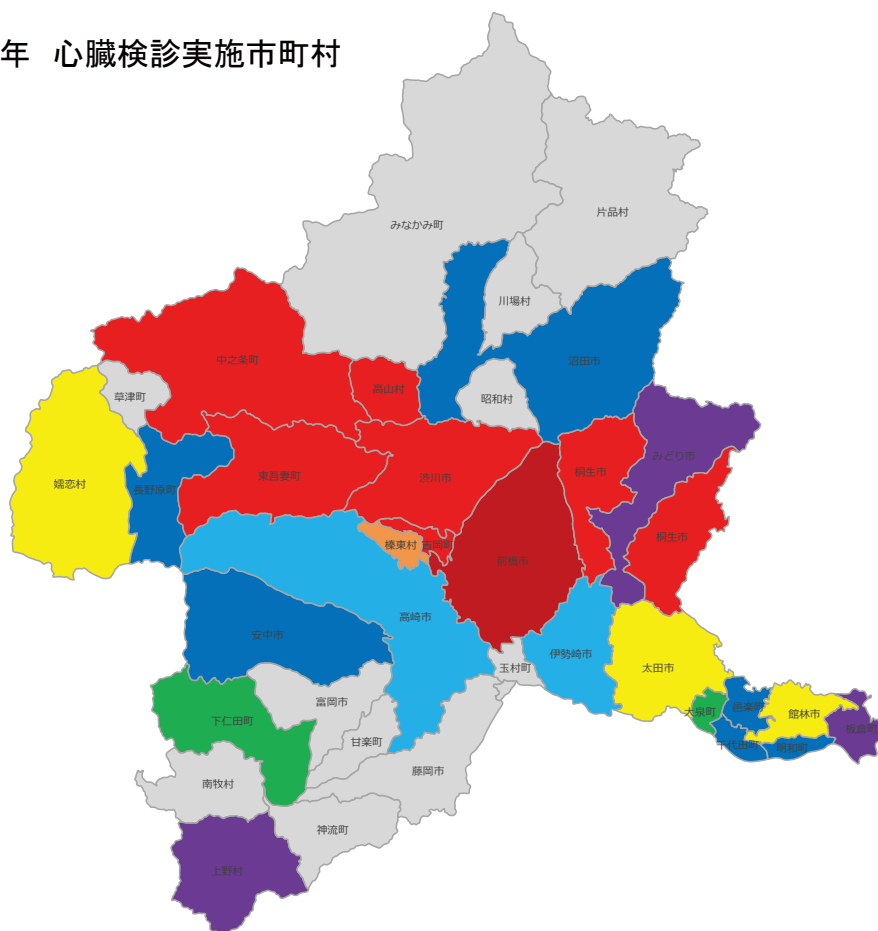 年 心臓検診実施市町村
みなかみ町
片品村
川場村
中之条町
沼田市
高山村
草津町
昭和村
みどり市
東吾妻町
渋川市
桐生市
嬬恋村
長野原町
桐生市
榛東村
吉岡町
前橋市
高崎市
安中市
伊勢崎市
玉村町
太田市
富岡市
大泉町
邑楽町
館林市
下仁田町
板倉町
甘楽町
千代田町
明和町
藤岡市
南牧村
神流町
上野村